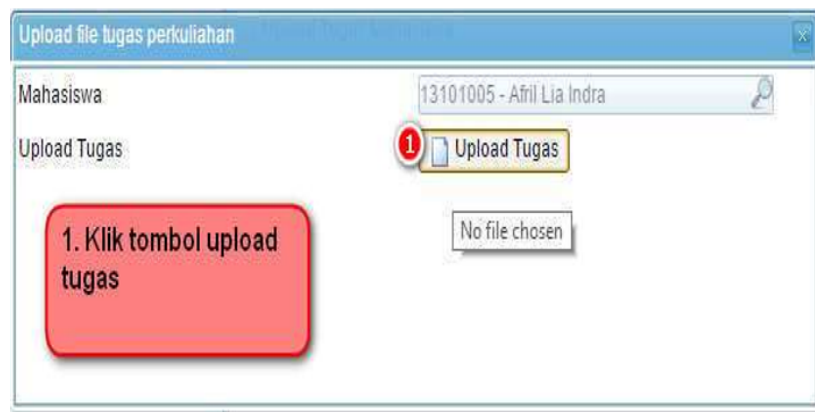 Upload file tugas perkuliahan
Mahasiswa
13101005 - Afril Lia Indra
Upload Tugas
1 Upload Tugas
No file chosen
1. Klik tombol upload
tugas